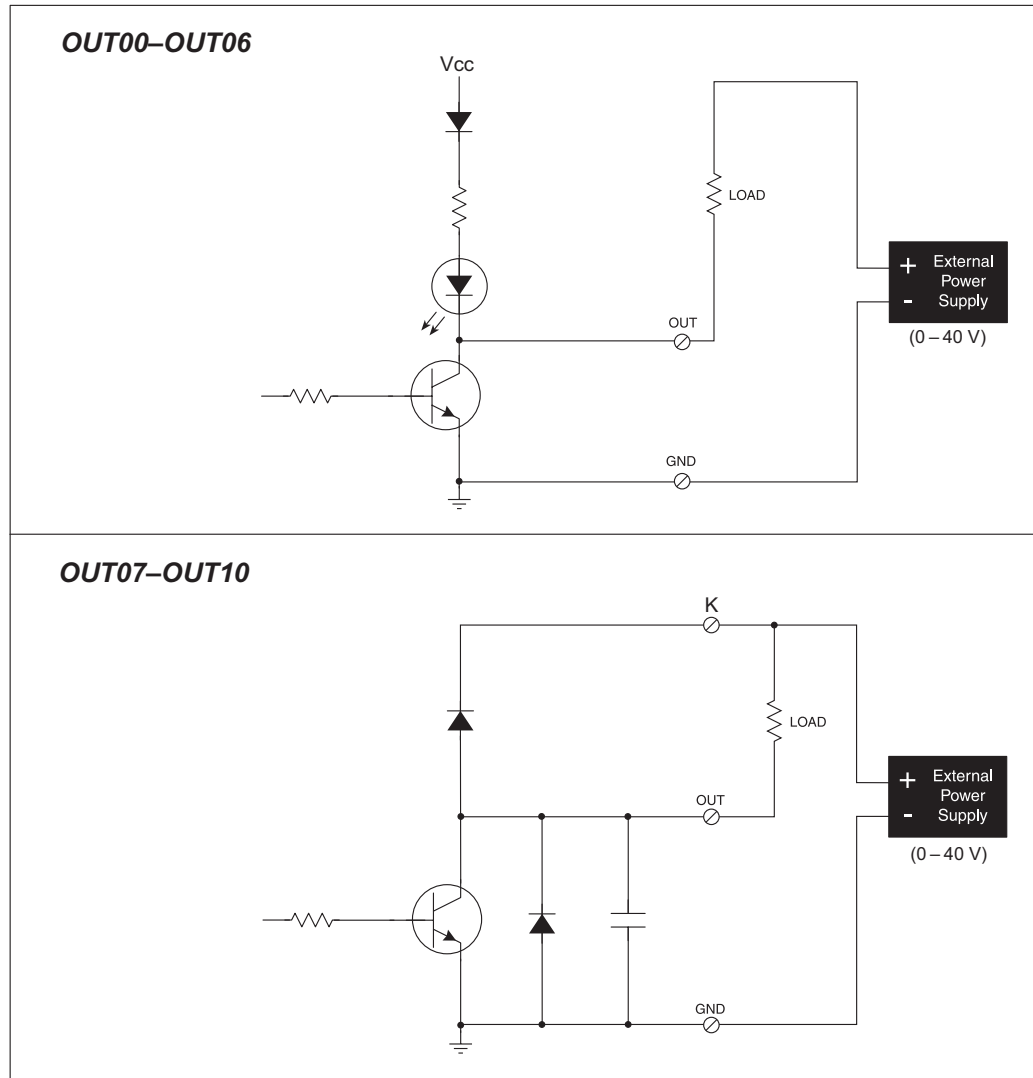 OUT00–OUT06
Vcc
LOAD
+ External
Power
- Supply
(0 – 40 V)
OUT
GND
OUT07–OUT10
K
LOAD
+ External
Power
- Supply
(0 – 40 V)
OUT
GND